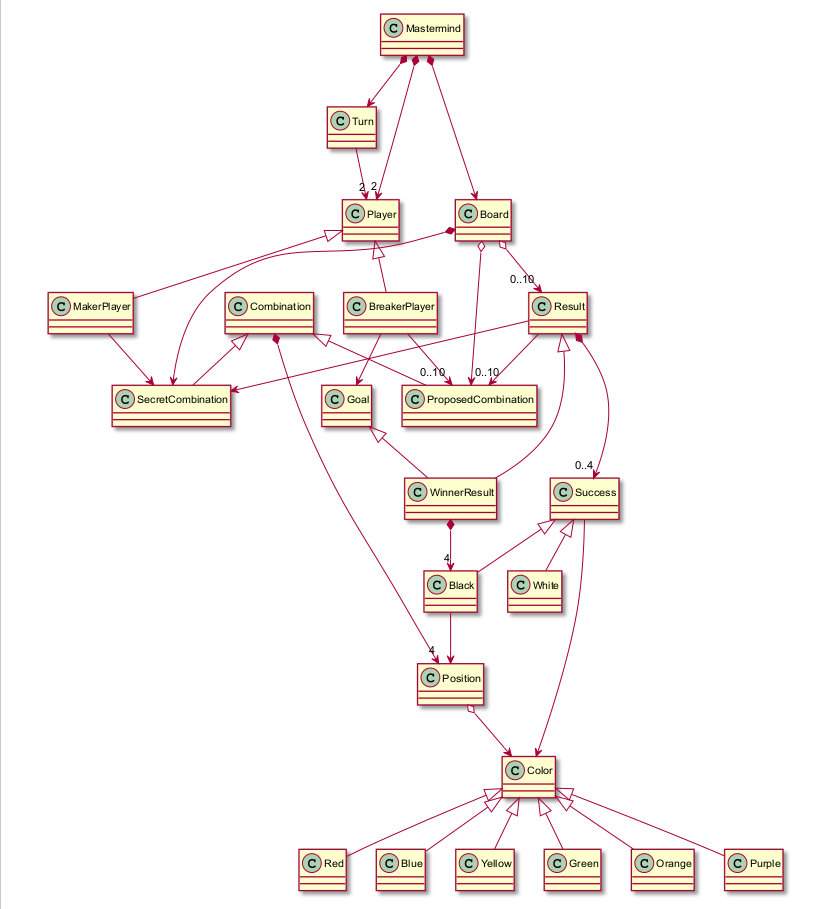 C Mastermind
C Turn
2 2
C Player
C Board
0..10
C MakerPlayer
C Combination
C BreakerPlayer
C Result
0..10 0..10
C SecretCombination
C Goal
C ProposedCombination
0..4
C WinnerResult
C Success
4
C Black
C White
4
C Position
C Color
C Red
C Blue
C Yellow
C Green
C Orange
C Purple